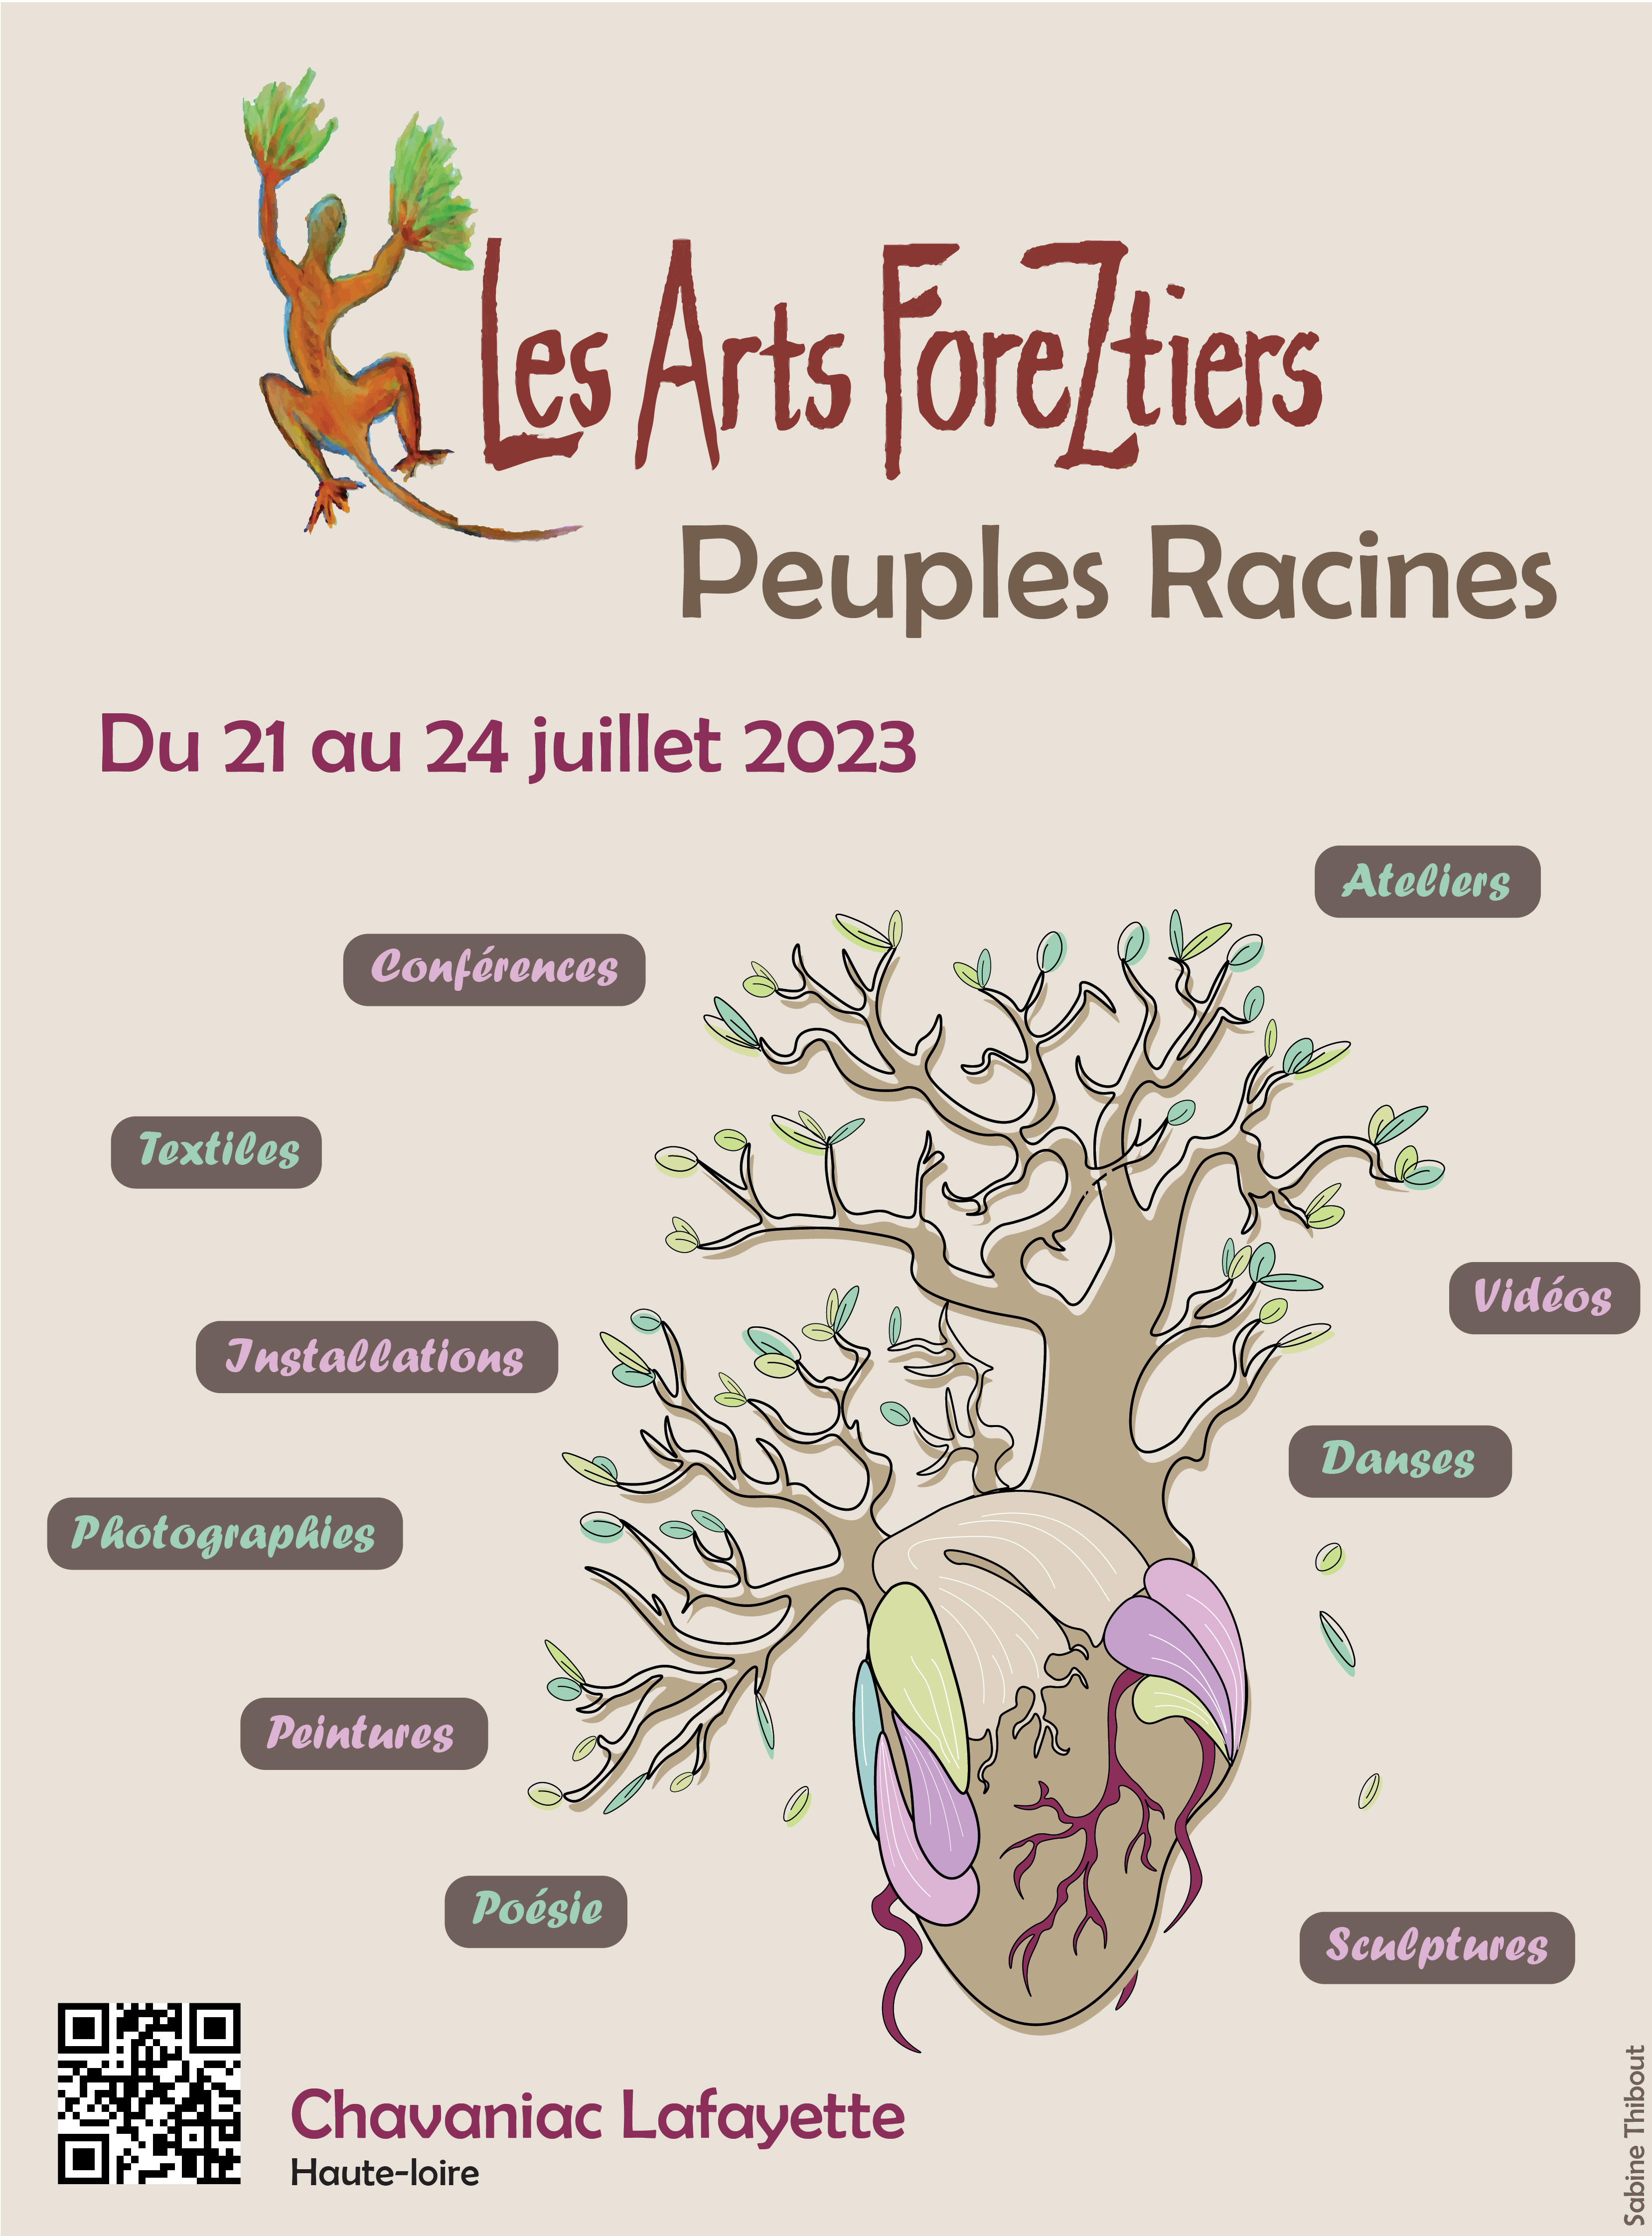 Les Arts ForeZtiers
Peuples Racines
Du 21 au 24 juillet 2023
Ateliers
Conférences
Textiles
Vidéos
Installations
Danses
Photographies
Peintures
Poésie
Sculptures
Chavaniac Lafayette
Haute-loire
Sabine Thibout